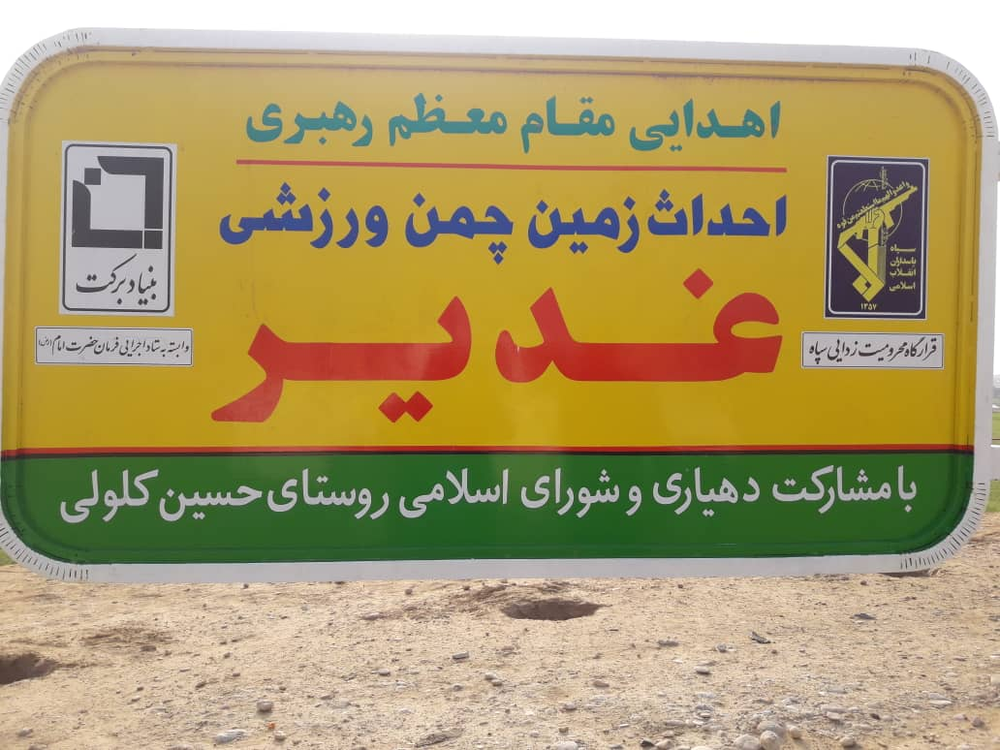 اهدایی مقام معظم رهبری
احداث زمین چمن ورزشی
غدیر
سپاه
پاسداران
انقلاب
اسلامی
۱۳۵۷
قرارگاه محرومیت زدایی سپاه
بنیاد برکت
وابسته به ستاد اجرایی فرمان حضرت امام (ره)
با مشارکت دهیاری و شورای اسلامی روستای حسین کلولی